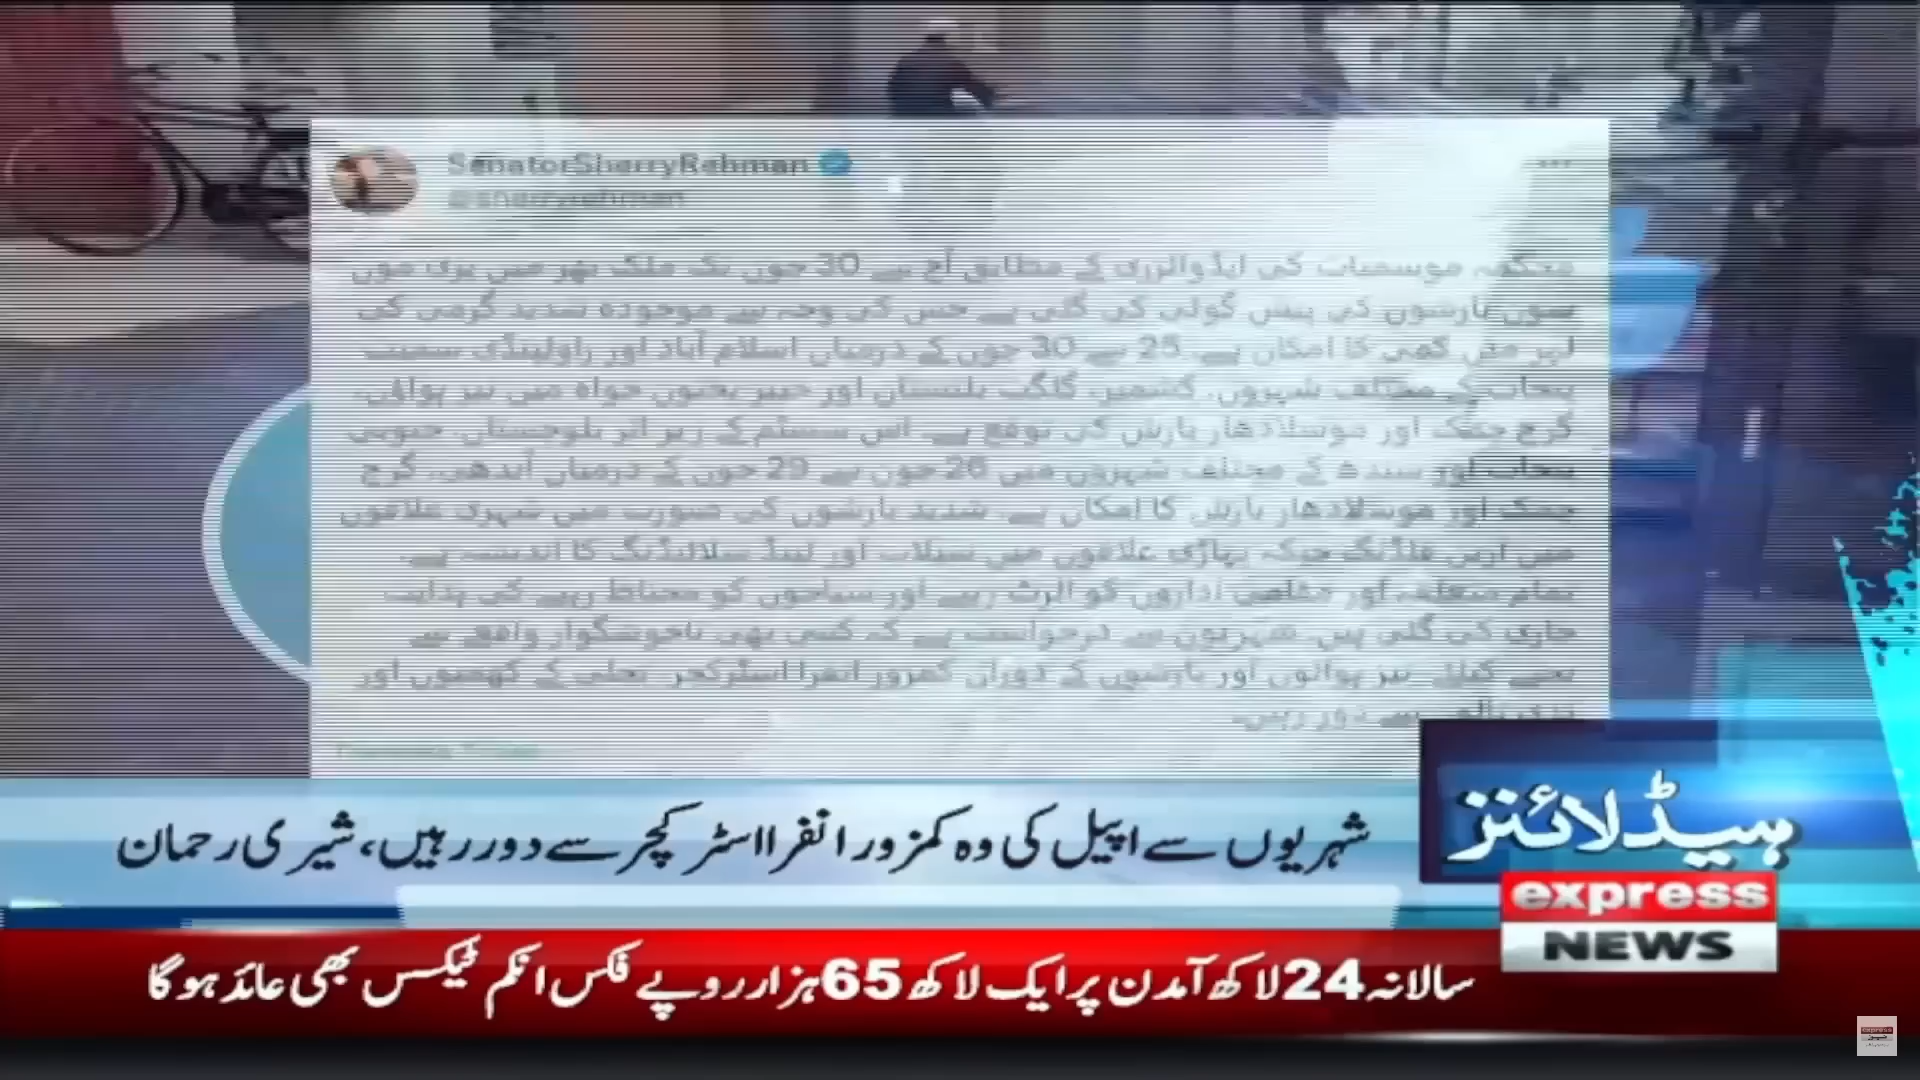 SenatorSherryRehman
@sherryrehman
محکمہ موسمیات کی ایڈوائزری کے مطابق آج سے 30 جون تک ملک بھر میں پری مون
سون بارشوں کی پیش گوئی کی گئی ہے جس کی وجہ سے موجودہ شدید گرمی کی
لہر میں کمی کا امکان ہے۔ 25 سے 30 جون کے درمیان اسلام آباد اور راولپنڈی سمیت
پنجاب کے مختلف شہروں، کشمیر، گلگت بلتستان اور خیبر پختون خواہ میں تیز ہواؤں،
گرج چمک اور موسلادھار بارش کی توقع ہے۔ اس سسٹم کے زیر اثر بلوچستان، جنوبی
پنجاب اور سندھ کے مختلف شہروں میں 26 جون سے 29 جون کے درمیان آندھی، گرج
چمک اور موسلادھار بارش کا امکان ہے۔ شدید بارشوں کی صورت میں شہری علاقوں
میں اربن فلڈنگ جبکہ پہاڑی علاقوں میں سیلاب اور لینڈ سلائیڈنگ کا اندیشہ ہے۔
تمام متعلقہ اور مقامی اداروں کو الرٹ رہنے اور سیاحوں کو محتاط رہنے کی ہدایت
جاری کی گئی ہیں۔ شہریوں سے درخواست ہے کہ کسی بھی ناخوشگوار واقعے سے
بچنے کیلئے تیز ہوائوں اور بارشوں کے دوران کمزور انفرا اسٹرکچر، بجلی کے کھمبوں اور
ندی نالوں سے دور رہیں۔
ہیڈلائنز
شہریوں سے اپیل کی وہ کمزور انفرااسٹرکچر سے دور رہیں، شیری رحمان
express
NEWS
سالانہ 24 لاکھ آمدن پر ایک لاکھ 65 ہزار روپے فکس انکم ٹیکس بھی عائد ہوگا